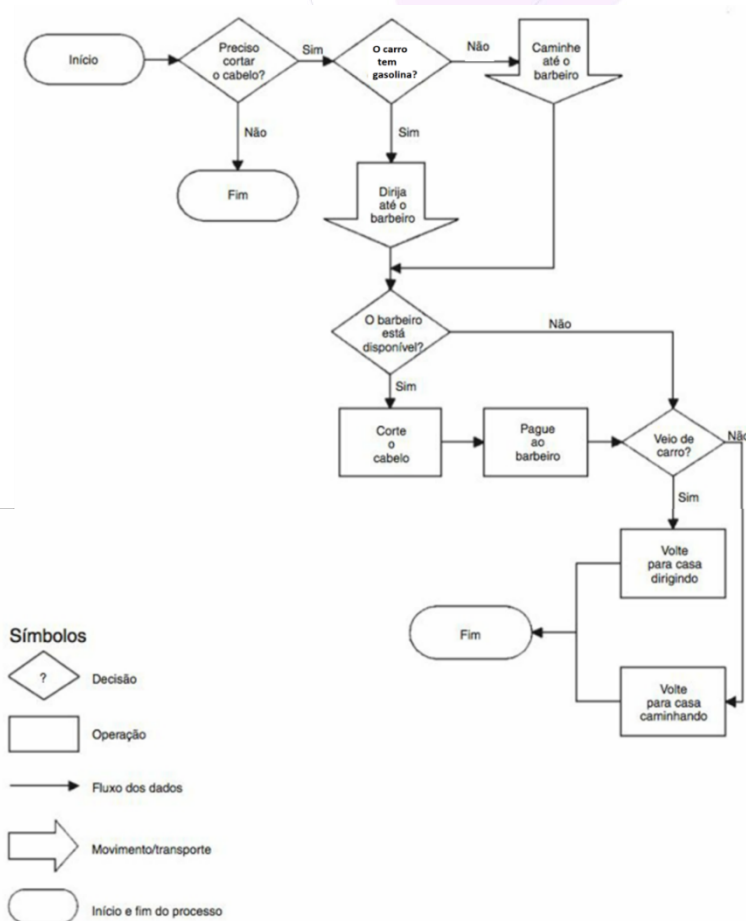 Início
Preciso
cortar
o cabelo?
Sim
O carro
tem
gasolina?
Não
Caminhe
até o
barbeiro
Não
Fim
Sim
Dirija
até o
barbeiro
O barbeiro
está
disponível?
Não
Sim
Corte
o
cabelo
Pague
ao
barbeiro
Veio de
carro?
Não
Sim
Volte
para casa
dirigindo
Fim
Volte
para casa
caminhando
Símbolos
?
Decisão
Operação
Fluxo dos dados
Movimento/transporte
Início e fim do processo